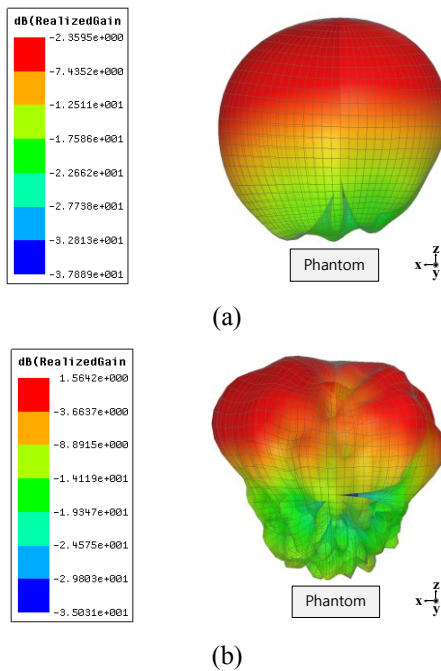 dB(RealizedGain
-2.3595e+000
-7.4352e+000
-1.2511e+001
-1.7586e+001
-2.2662e+001
-2.7738e+001
-3.2813e+001
-3.7889e+001
Phantom
z
x
y
(a)
dB(RealizedGain
1.5642e+000
-3.6637e+000
-8.8915e+000
-1.4119e+001
-1.9347e+001
-2.4575e+001
-2.9803e+001
-3.5031e+001
Phantom
z
x
y
(b)